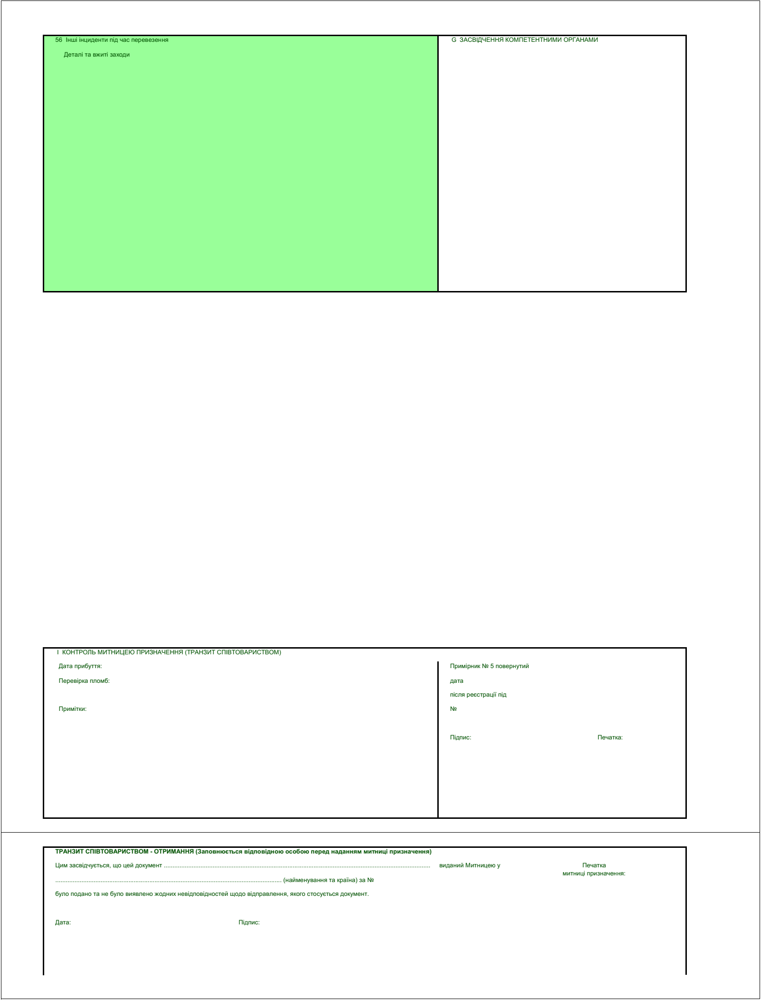 56 Інші інциденти під час перевезення
Деталі та вжиті заходи
G ЗАСВІДЧЕННЯ КОМПЕТЕНТНИМИ ОРГАНАМИ
I КОНТРОЛЬ МИТНИЦЕЮ ПРИЗНАЧЕННЯ (ТРАНЗИТ СПІВТОВАРИСТВОМ)
Дата прибуття:
Перевірка пломб:
Примітки:
Примірник № 5 повернутий
дата
після реєстрації під
№
Підпис: Печатка:
ТРАНЗИТ СПІВТОВАРИСТВОМ - ОТРИМАННЯ (Заповнюється відповідною особою перед наданням митниці призначення)
Цим засвідчується, що цей документ ......................................................................................................................................................... виданий Митницею у
Печатка
митниці призначення:
.................................................................................................................................. (найменування та країна) за №
було подано та не було виявлено жодних невідповідностей щодо відправлення, якого стосується документ.
Дата: Підпис: